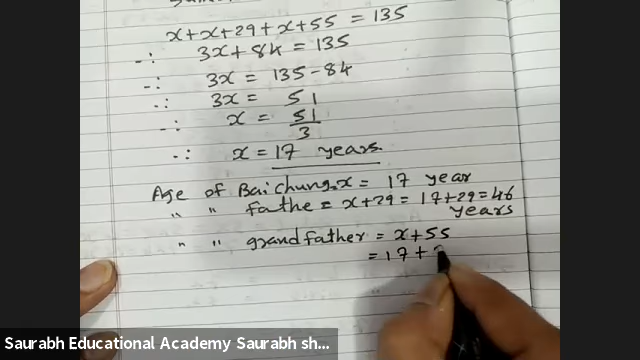 x+x+29+x+55 = 135
∴ 3x+84 = 135
∴ 3x = 135-84
∴ 3x = 51
∴ x = 51/3
∴ x = 17 years.
Age of Baichung x = 17 year
" " fathe = x+29 = 17+29=46
years
" " grandfather = x+55
= 17+
Saurabh Educational Academy Saurabh sh...